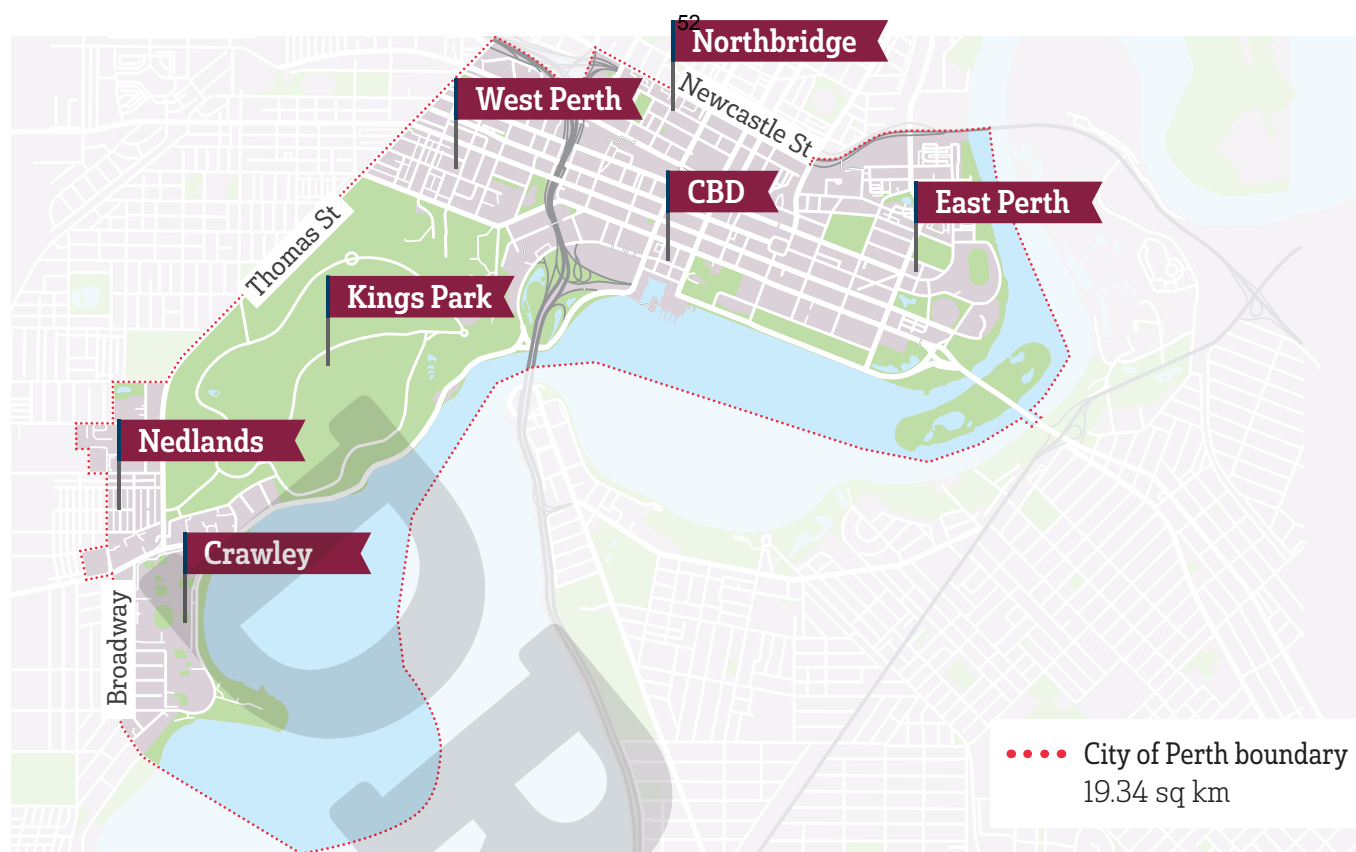 52
Northbridge
West Perth
Newcastle St
CBD
East Perth
Thomas St
Kings Park
Nedlands
Crawley
Broadway
City of Perth boundary
19.34 sq km